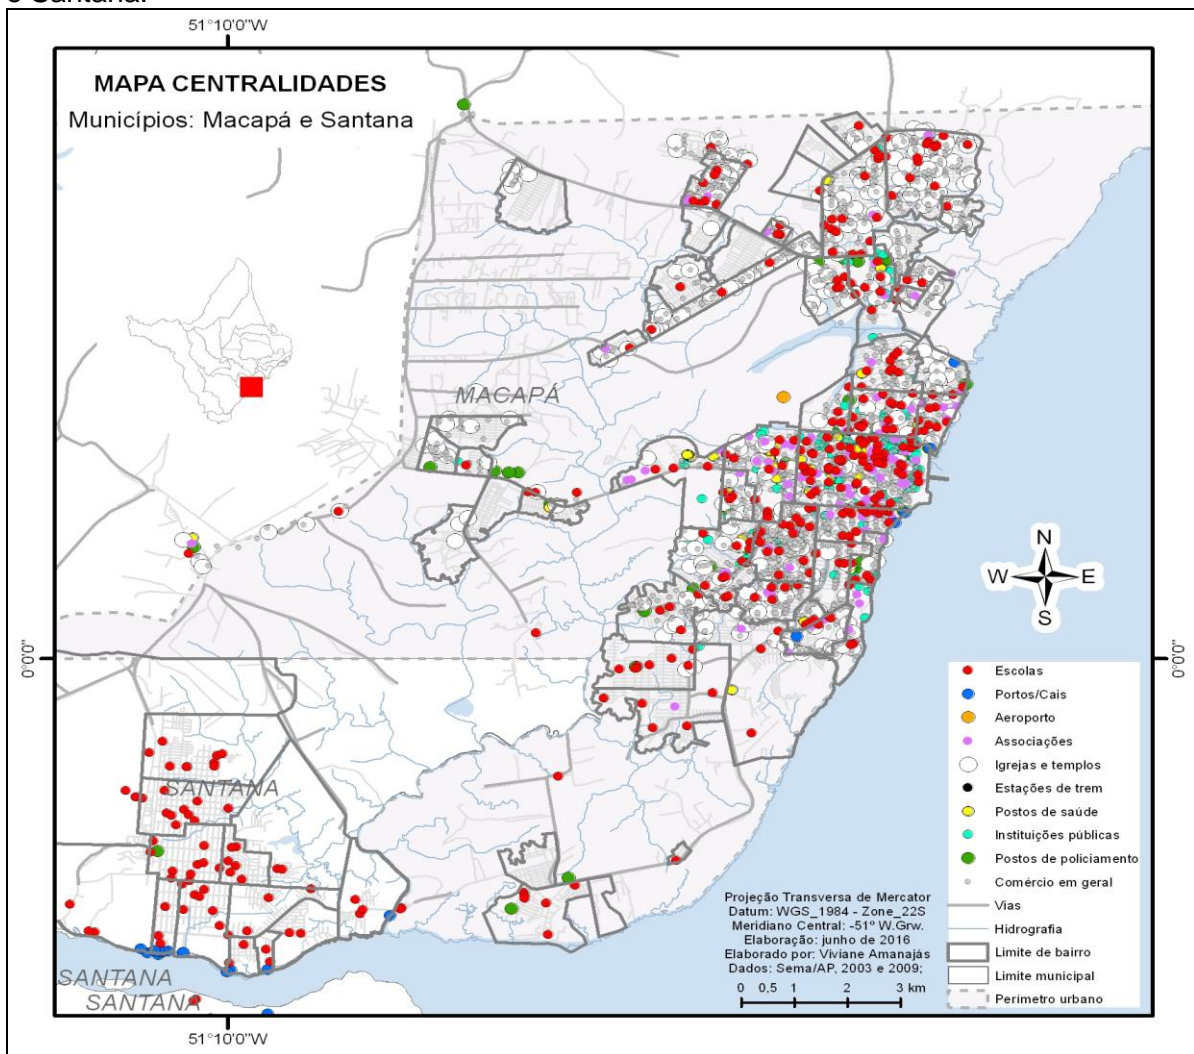 e Santana.
51°10'0"W
MAPA CENTRALIDADES
Municípios: Macapá e Santana
MACAPÁ
N
W E
S
0°0'0"
0°0'0"
Escolas
Portos/Cais
Aeroporto
Associações
Igrejas e templos
Estações de trem
Postos de saúde
Instituições públicas
Postos de policiamento
Comércio em geral
Vias
Hidrografia
Limite de bairro
Limite municipal
Perímetro urbano
SANTANA
Projeção Transversa de Mercator
Datum: WGS_1984 - Zone_22S
Meridiano Central: -51º W.Grw.
Elaboração: junho de 2016
Elaborado por: Viviane Amanajás
Dados: Sema/AP, 2003 e 2009;
0 0,5 1 2 3 km
SANTANA
SANTANA
51°10'0"W